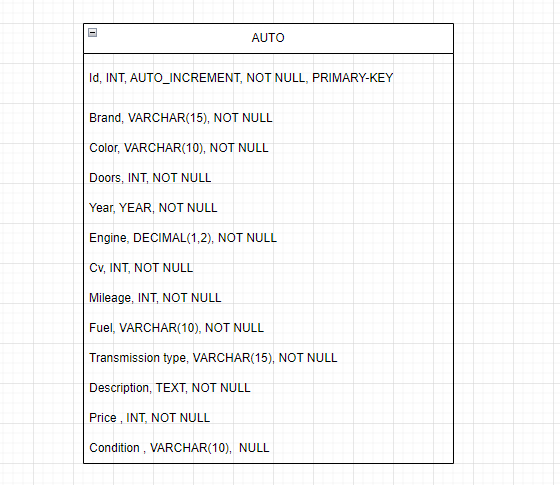 AUTO
Id, INT, AUTO_INCREMENT, NOT NULL, PRIMARY-KEY
Brand, VARCHAR(15), NOT NULL
Color, VARCHAR(10), NOT NULL
Doors, INT, NOT NULL
Year, YEAR, NOT NULL
Engine, DECIMAL(1,2), NOT NULL
Cv, INT, NOT NULL
Mileage, INT, NOT NULL
Fuel, VARCHAR(10), NOT NULL
Transmission type, VARCHAR(15), NOT NULL
Description, TEXT, NOT NULL
Price , INT, NOT NULL
Condition , VARCHAR(10),  NULL